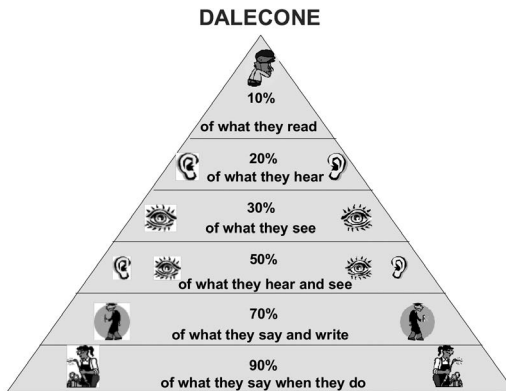 DALECONE
10%
of what they read
20%
of what they hear
30%
of what they see
50%
of what they hear and see
70%
of what they say and write
90%
of what they say when they do